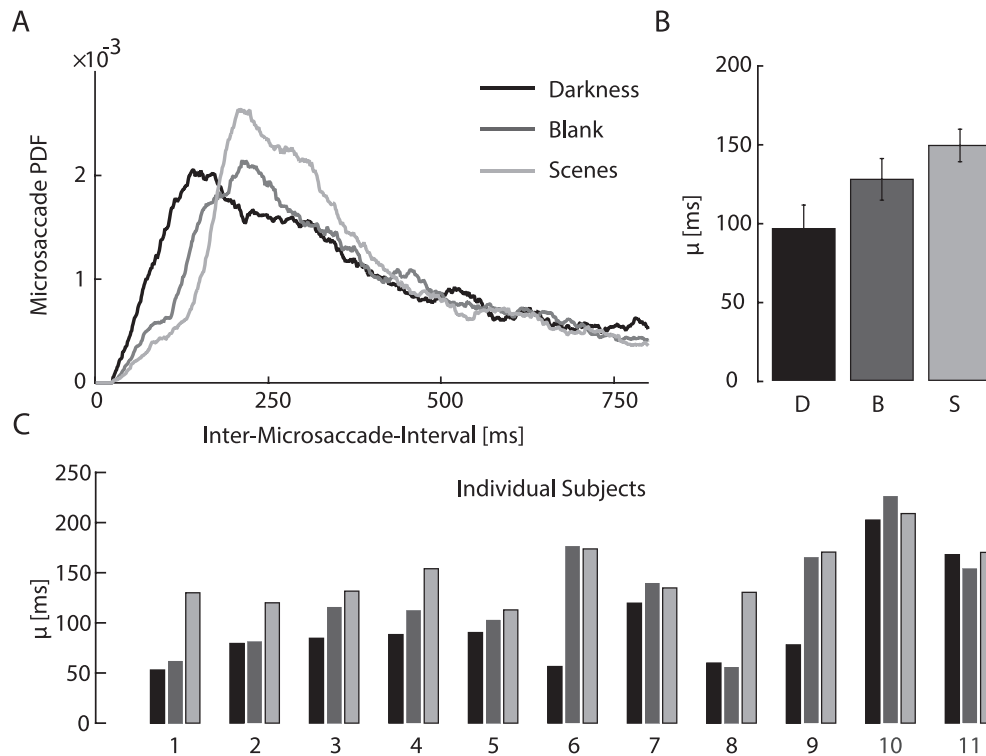 A
×10-3
Microsaccade PDF
2
1
0
0
250
500
750
Inter-Microsaccade-Interval [ms]
Darkness
Blank
Scenes
B
µ [ms]
200
150
100
50
0
D
B
S
C
Individual Subjects
µ [ms]
250
200
150
100
50
0
1
2
3
4
5
6
7
8
9
10
11